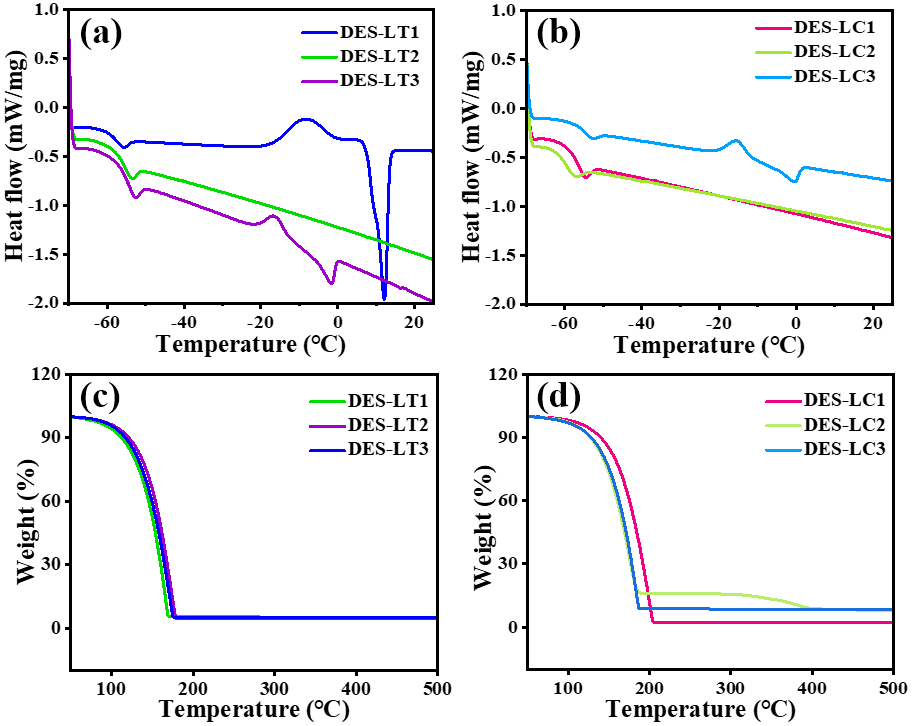 (a)
DES-LT1
DES-LT2
DES-LT3
Heat flow (mW/mg)
1.0
0.5
0.0
-0.5
-1.0
-1.5
-2.0
-60 -40 -20 0 20
Temperature (℃)
(b)
DES-LC1
DES-LC2
DES-LC3
Heat flow (mW/mg)
1.0
0.5
0.0
-0.5
-1.0
-1.5
-2.0
-60 -40 -20 0 20
Temperature (℃)
(c)
DES-LT1
DES-LT2
DES-LT3
Weight (%)
120
90
60
30
0
100 200 300 400 500
Temperature (℃)
(d)
DES-LC1
DES-LC2
DES-LC3
Weight (%)
120
90
60
30
0
100 200 300 400 500
Temperature (℃)